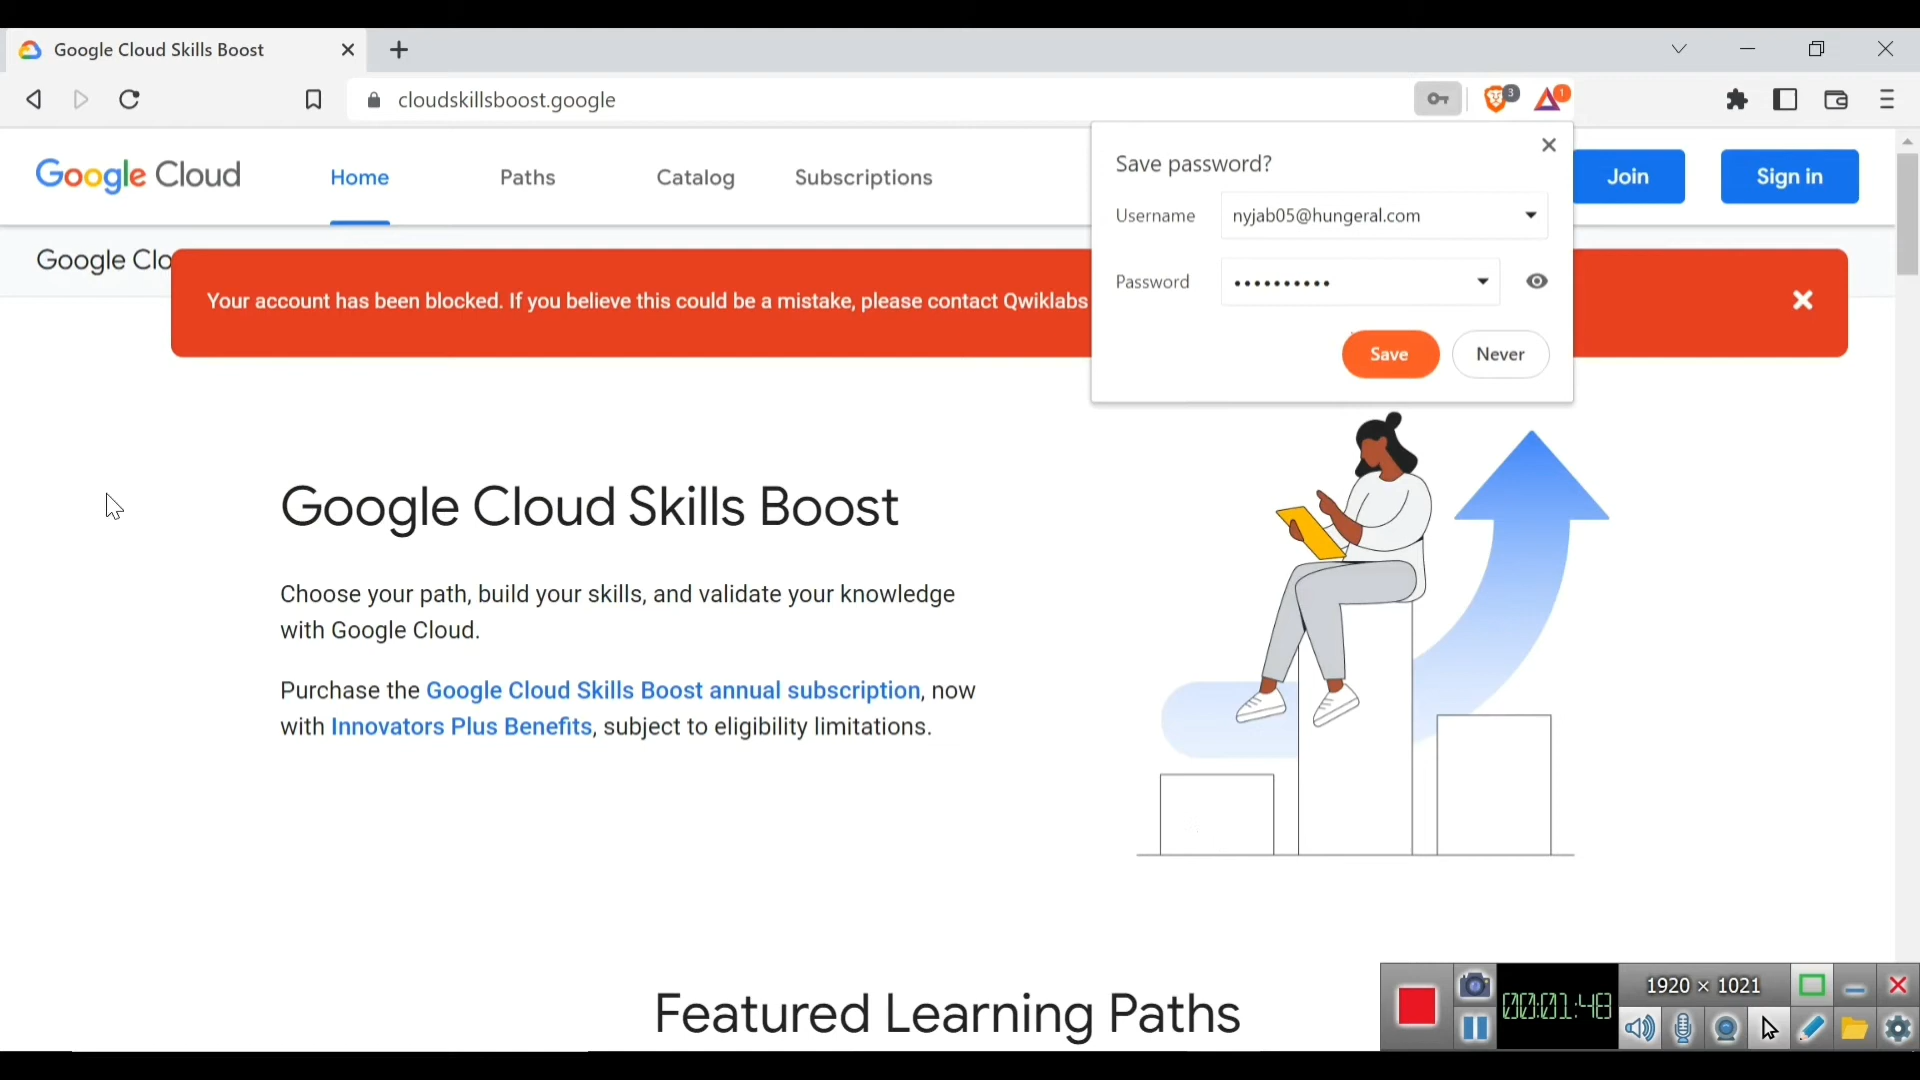 Google Cloud Skills Boost
cloudskillsboost.google
3
1
Google Cloud
Home
Paths
Catalog
Subscriptions
Join
Sign in
Save password?
Username
nyjab05@hungeral.com
Password
••••••••••
Save
Never
Google Clo
Your account has been blocked. If you believe this could be a mistake, please contact Qwiklabs
Google Cloud Skills Boost
Choose your path, build your skills, and validate your knowledge
with Google Cloud.
Purchase the Google Cloud Skills Boost annual subscription, now
with Innovators Plus Benefits, subject to eligibility limitations.
Featured Learning Paths
1920 × 1021
00:01:48